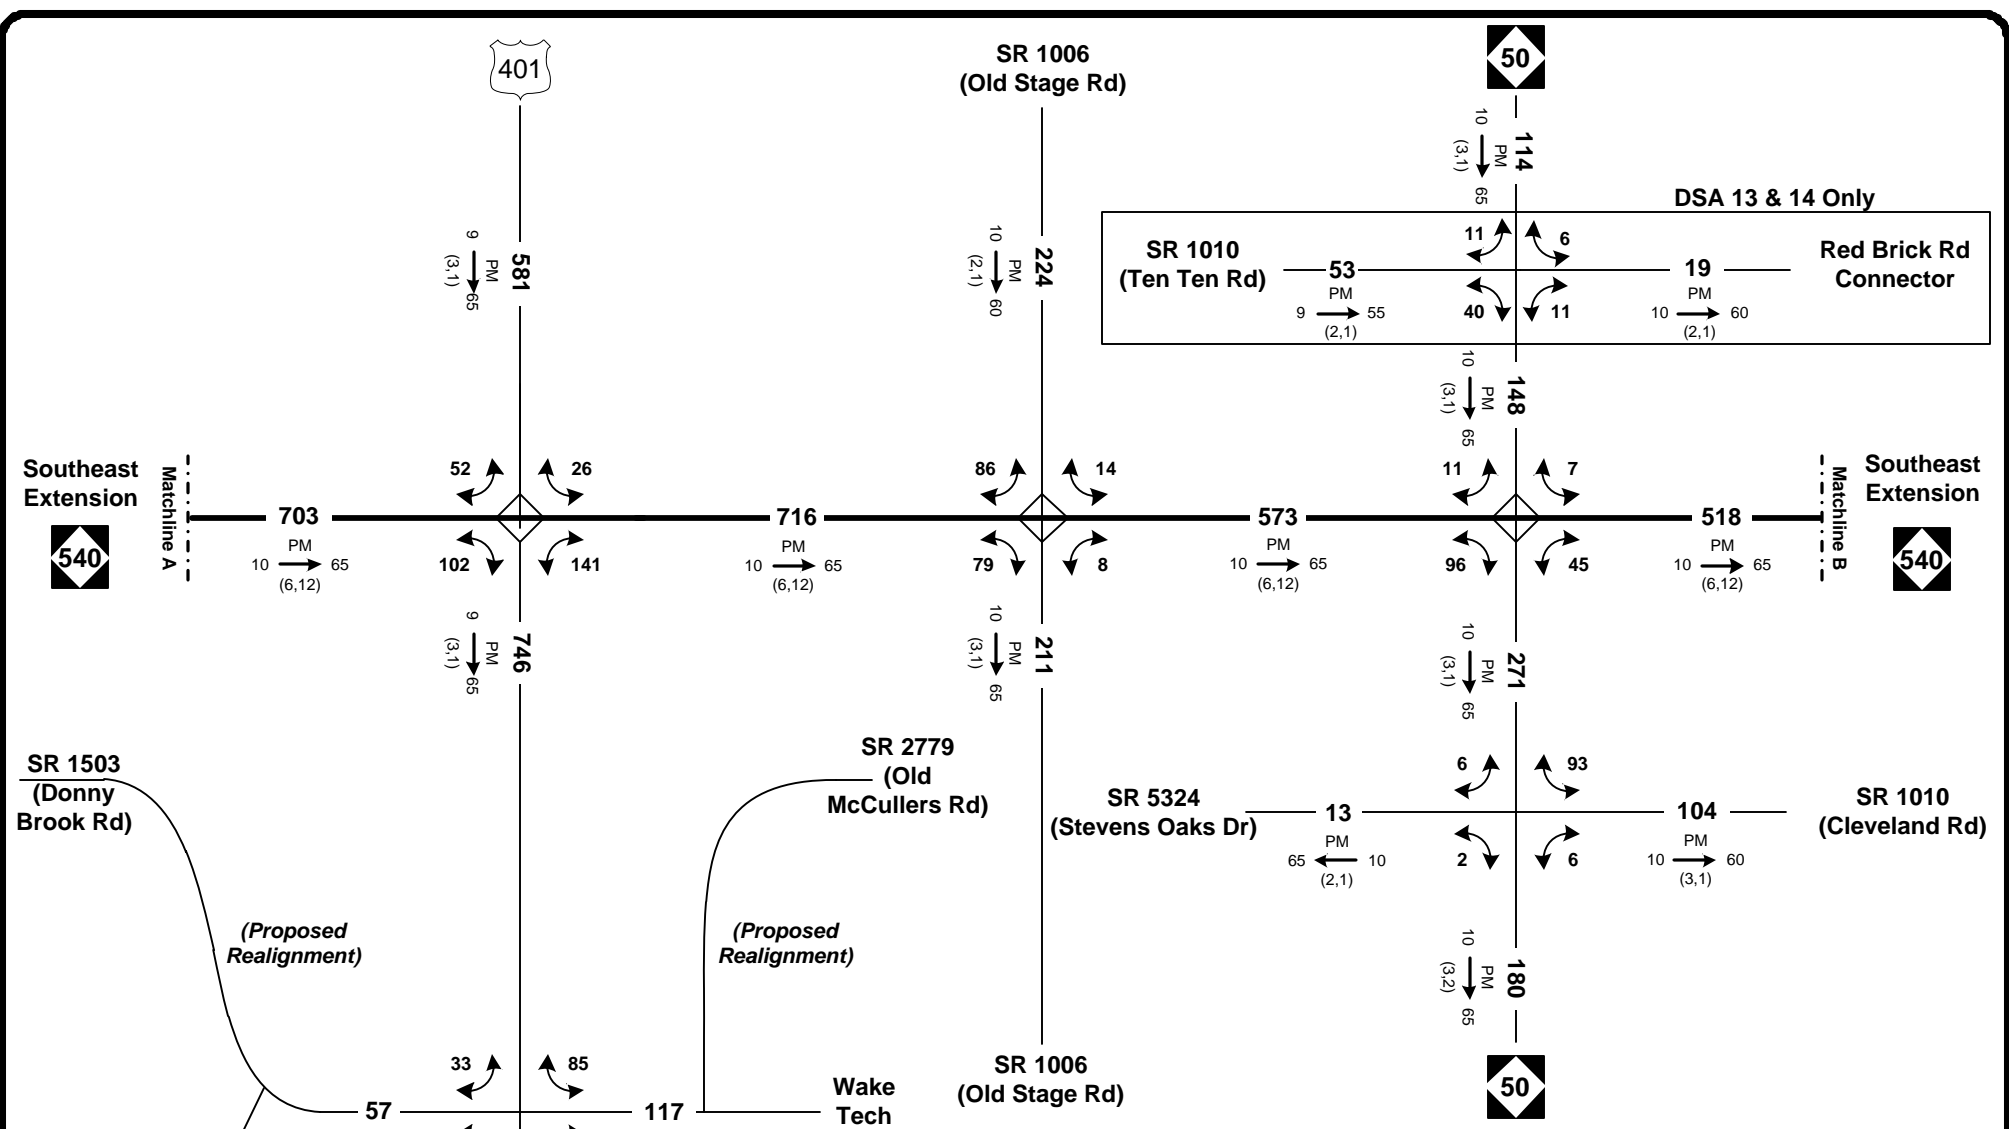 401
SR 1006
(Old Stage Rd)
50
10
PM
(3,1)
65
114
DSA 13 & 14 Only
9
PM
(3,1)
65
581
10
PM
(2,1)
60
224
SR 1010
(Ten Ten Rd)
53
PM
9
55
(2,1)
11
6
40
11
19
PM
10
60
(2,1)
Red Brick Rd
Connector
10
PM
(3,1)
65
148
Southeast
Extension
540
Matchline A
703
PM
10
65
(6,12)
52
26
102
141
716
PM
10
65
(6,12)
86
14
79
8
573
PM
10
65
(6,12)
11
7
96
45
518
PM
10
65
(6,12)
Matchline B
Southeast
Extension
540
9
PM
(3,1)
65
746
10
PM
(3,1)
65
211
10
PM
(3,1)
65
271
SR 1503
(Donny
Brook Rd)
SR 2779
(Old
McCullers Rd)
SR 5324
(Stevens Oaks Dr)
13
PM
65
10
(2,1)
6
93
2
6
104
PM
10
60
(3,1)
SR 1010
(Cleveland Rd)
(Proposed
Realignment)
(Proposed
Realignment)
10
PM
(3,2)
65
180
33
85
57
117
Wake
Tech
SR 1006
(Old Stage Rd)
50